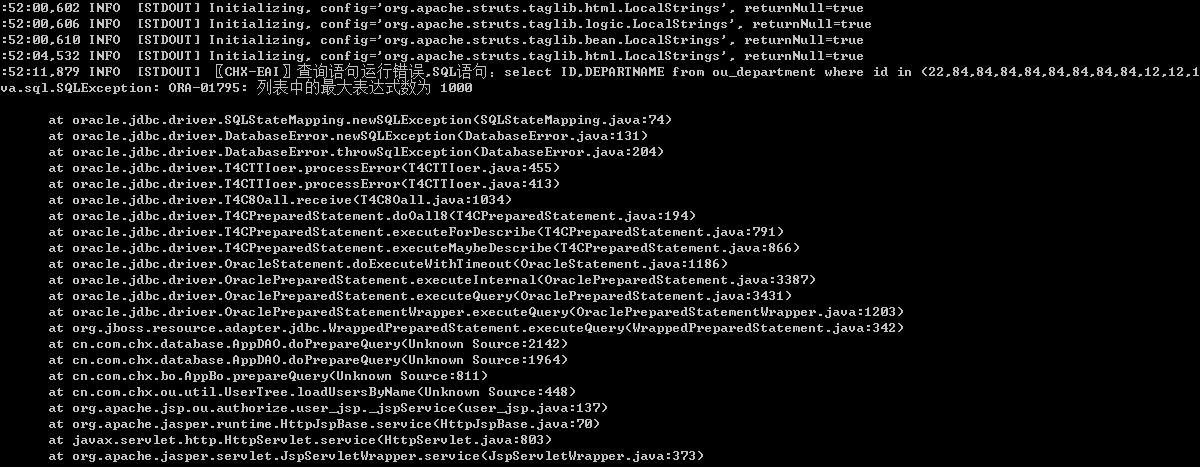 :52:00,602 INFO  [STDOUT] Initializing, config='org.apache.struts.taglib.html.LocalStrings', returnNull=true
:52:00,606 INFO  [STDOUT] Initializing, config='org.apache.struts.taglib.logic.LocalStrings', returnNull=true
:52:00,610 INFO  [STDOUT] Initializing, config='org.apache.struts.taglib.bean.LocalStrings', returnNull=true
:52:04,532 INFO  [STDOUT] Initializing, config='org.apache.struts.taglib.html.LocalStrings', returnNull=true
:52:11,879 INFO  [STDOUT] 〖CHX-EAI〗查询语句运行错误,SQL语句: select ID,DEPARTNAME from ou_department where id in (22,84,84,84,84,84,84,84,84,12,12,1
va.sql.SQLException: ORA-01795: 列表中的最大表达式数为 1000
at oracle.jdbc.driver.SQLStateMapping.newSQLException(SQLStateMapping.java:74)
at oracle.jdbc.driver.DatabaseError.newSQLException(DatabaseError.java:131)
at oracle.jdbc.driver.DatabaseError.throwSqlException(DatabaseError.java:204)
at oracle.jdbc.driver.T4CTTIoer.processError(T4CTTIoer.java:455)
at oracle.jdbc.driver.T4CTTIoer.processError(T4CTTIoer.java:413)
at oracle.jdbc.driver.T4C8Oall.receive(T4C8Oall.java:1034)
at oracle.jdbc.driver.T4CPreparedStatement.doOall8(T4CPreparedStatement.java:194)
at oracle.jdbc.driver.T4CPreparedStatement.executeForDescribe(T4CPreparedStatement.java:791)
at oracle.jdbc.driver.T4CPreparedStatement.executeMaybeDescribe(T4CPreparedStatement.java:866)
at oracle.jdbc.driver.OracleStatement.doExecuteWithTimeout(OracleStatement.java:1186)
at oracle.jdbc.driver.OraclePreparedStatement.executeInternal(OraclePreparedStatement.java:3387)
at oracle.jdbc.driver.OraclePreparedStatement.executeQuery(OraclePreparedStatement.java:3431)
at oracle.jdbc.driver.OraclePreparedStatementWrapper.executeQuery(OraclePreparedStatementWrapper.java:1203)
at org.jboss.resource.adapter.jdbc.WrappedPreparedStatement.executeQuery(WrappedPreparedStatement.java:342)
at cn.com.chx.database.AppDAO.doPrepareQuery(Unknown Source:2142)
at cn.com.chx.database.AppDAO.doPrepareQuery(Unknown Source:1964)
at cn.com.chx.bo.AppBo.prepareQuery(Unknown Source:811)
at cn.com.chx.ou.util.UserTree.loadUsersByName(Unknown Source:448)
at org.apache.jsp.ou.authorize.user_jsp._jspService(user_jsp.java:137)
at org.apache.jasper.runtime.HttpJspBase.service(HttpJspBase.java:70)
at javax.servlet.http.HttpServlet.service(HttpServlet.java:803)
at org.apache.jasper.servlet.JspServletWrapper.service(JspServletWrapper.java:373)